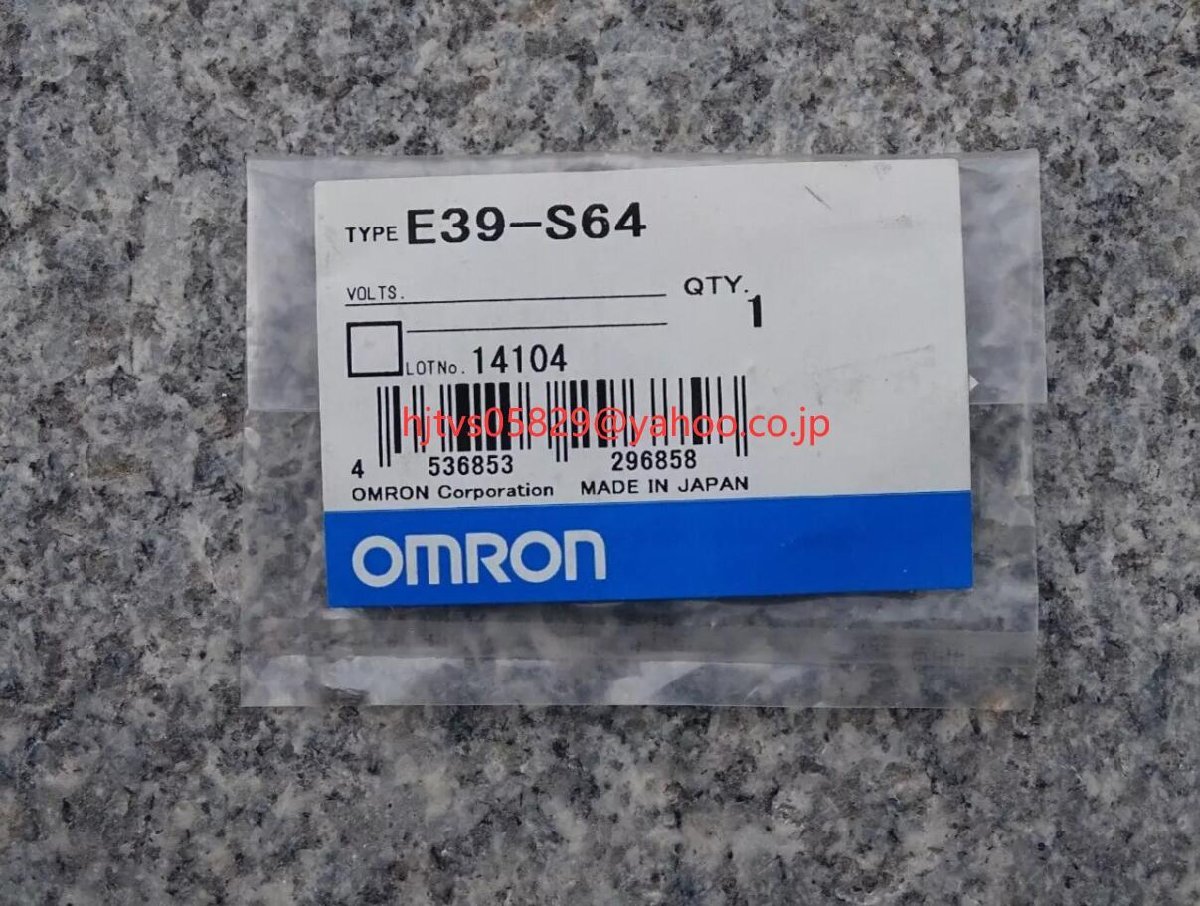 TYPE E39-S64
VOLTS.
QTY.
1
LOTNo. 14104
hjtvs05829@yahoo.co.jp
4 536853 296858
OMRON Corporation MADE IN JAPAN
OMRON